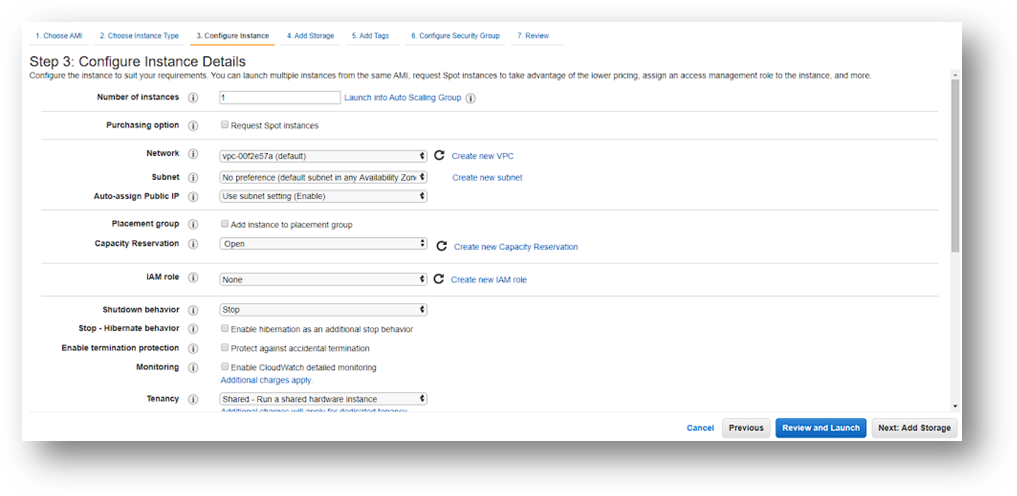 1. Choose AMI 2. Choose Instance Type 3. Configure Instance 4. Add Storage 5. Add Tags 6. Configure Security Group 7. Review
Step 3: Configure Instance Details
Configure the instance to suit your requirements. You can launch multiple instances from the same AMI, request Spot instances to take advantage of the lower pricing, assign an access management role to the instance, and more.
Number of instances i 1 Launch into Auto Scaling Group i
Purchasing option i Request Spot instances
Network i vpc-00f2e57a (default) Create new VPC
Subnet i No preference (default subnet in any Availability Zon Create new subnet
Auto-assign Public IP i Use subnet setting (Enable)
Placement group i Add instance to placement group
Capacity Reservation i Open Create new Capacity Reservation
IAM role i None Create new IAM role
Shutdown behavior i Stop
Stop - Hibernate behavior i Enable hibernation as an additional stop behavior
Enable termination protection i Protect against accidental termination
Monitoring i Enable CloudWatch detailed monitoring
Additional charges apply.
Tenancy i Shared - Run a shared hardware instance
Additional charges will apply for dedicated tenancy
Cancel Previous Review and Launch Next: Add Storage